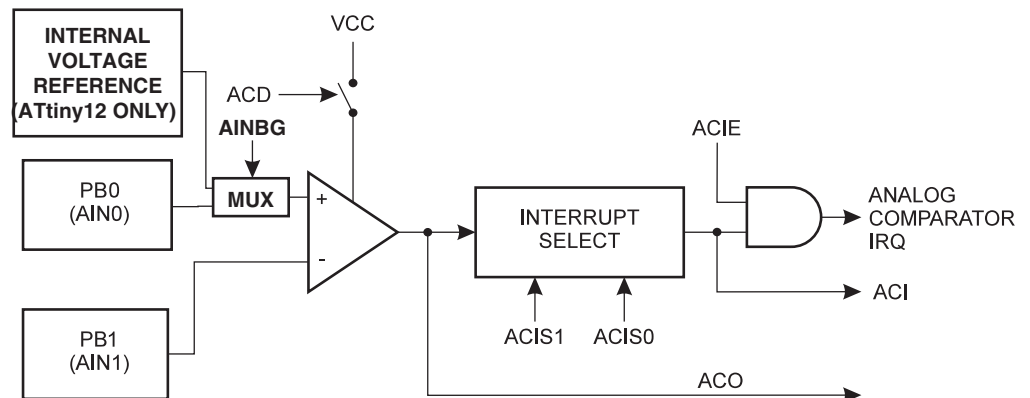 INTERNAL
VOLTAGE
REFERENCE
(ATtiny12 ONLY)
VCC
ACD
AINBG
MUX
PB0
(AIN0)
+
-
PB1
(AIN1)
INTERRUPT
SELECT
ACIS1
ACIS0
ACIE
ANALOG
COMPARATOR
IRQ
ACI
ACO